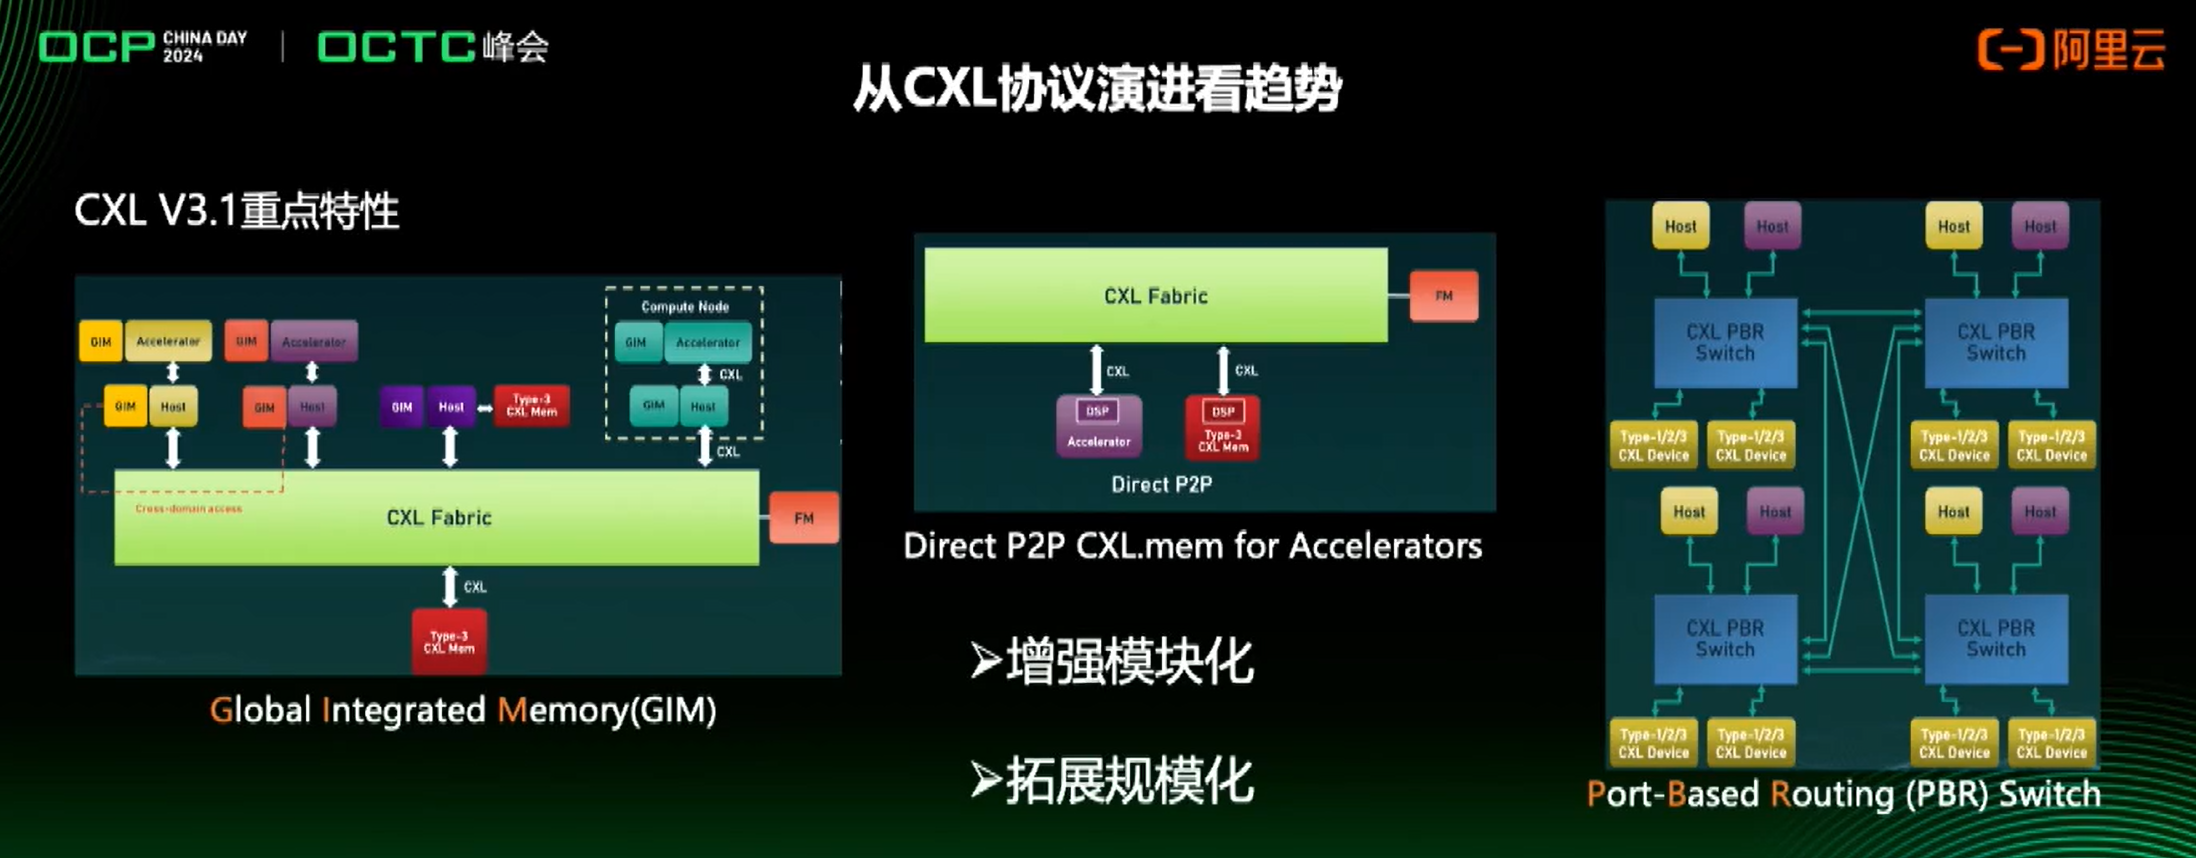 OCP CHINA DAY
2024
OCTC峰会
阿里云
从CXL协议演进看趋势
CXL V3.1重点特性
Compute Node
GIM Accelerator
GIM Accelerator
GIM Accelerator
CXL
GIM Host
GIM Host
GIM Host
Type-3
CXL Mem
GIM Host
CXL
Cross-domain access
CXL Fabric
FM
CXL
Type-3
CXL Mem
Global Integrated Memory(GIM)
CXL Fabric
FM
CXL
CXL
DSP
Accelerator
DSP
Type-3
CXL Mem
Direct P2P
Direct P2P CXL.mem for Accelerators
➢增强模块化
➢拓展规模化
Host Host Host Host
CXL PBR
Switch
CXL PBR
Switch
Type-1/2/3
CXL Device
Type-1/2/3
CXL Device
Type-1/2/3
CXL Device
Type-1/2/3
CXL Device
Host Host Host Host
CXL PBR
Switch
CXL PBR
Switch
Type-1/2/3
CXL Device
Type-1/2/3
CXL Device
Type-1/2/3
CXL Device
Type-1/2/3
CXL Device
Port-Based Routing (PBR) Switch